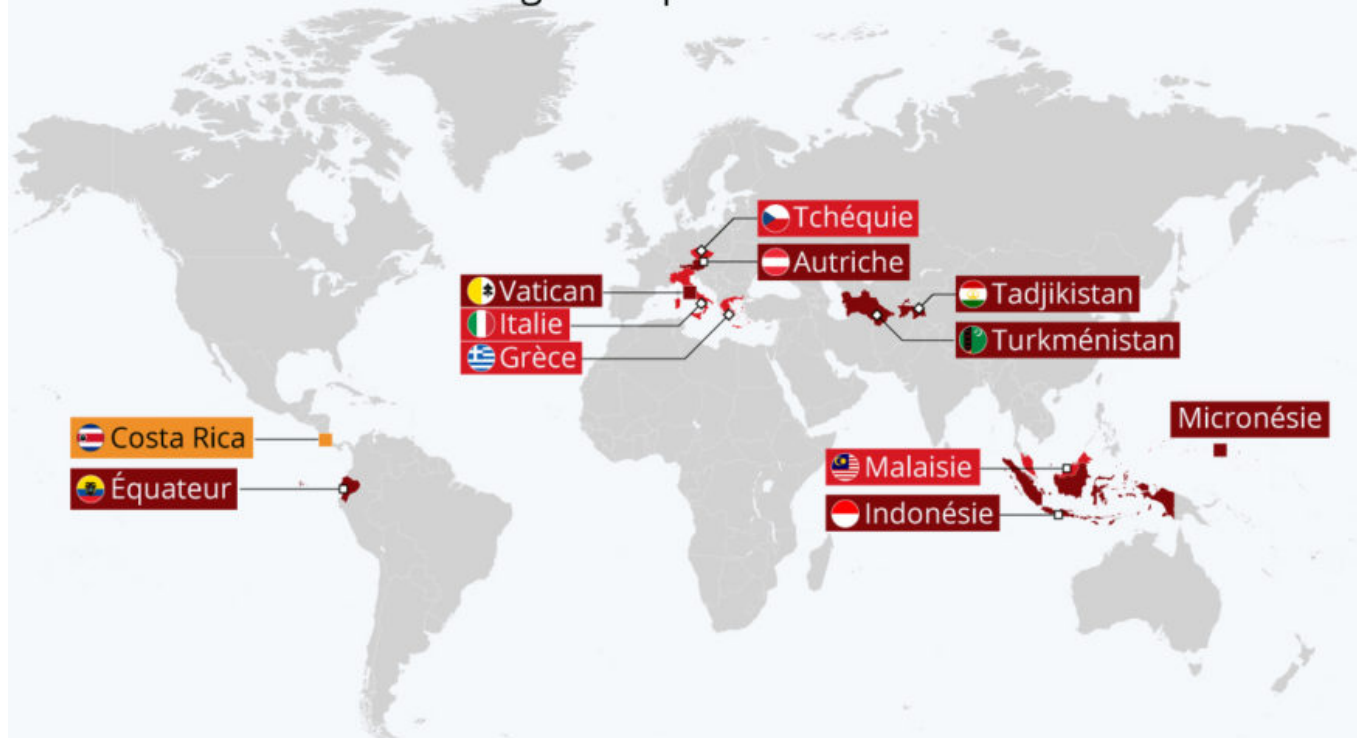 Tchéquie
Autriche
Vatican
Italie
Grèce
Tadjikistan
Turkménistan
Costa Rica
Équateur
Micronésie
Malaisie
Indonésie